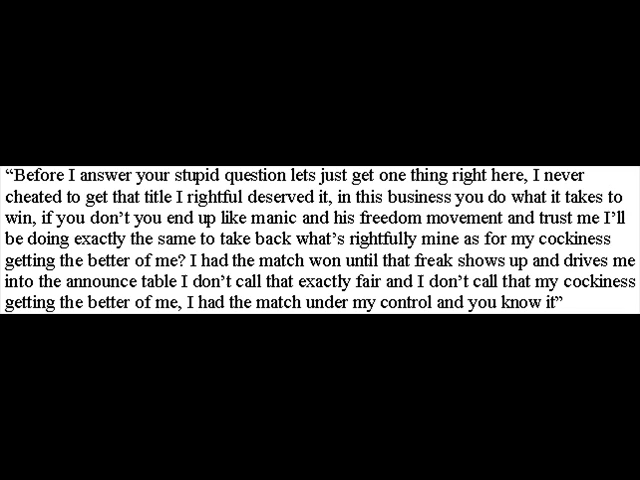 “Before I answer your stupid question lets just get one thing right here, I never
cheated to get that title I rightful deserved it, in this business you do what it takes to
win, if you don’t you end up like manic and his freedom movement and trust me I’ll
be doing exactly the same to take back what’s rightfully mine as for my cockiness
getting the better of me? I had the match won until that freak shows up and drives me
into the announce table I don’t call that exactly fair and I don’t call that my cockiness
getting the better of me, I had the match under my control and you know it”